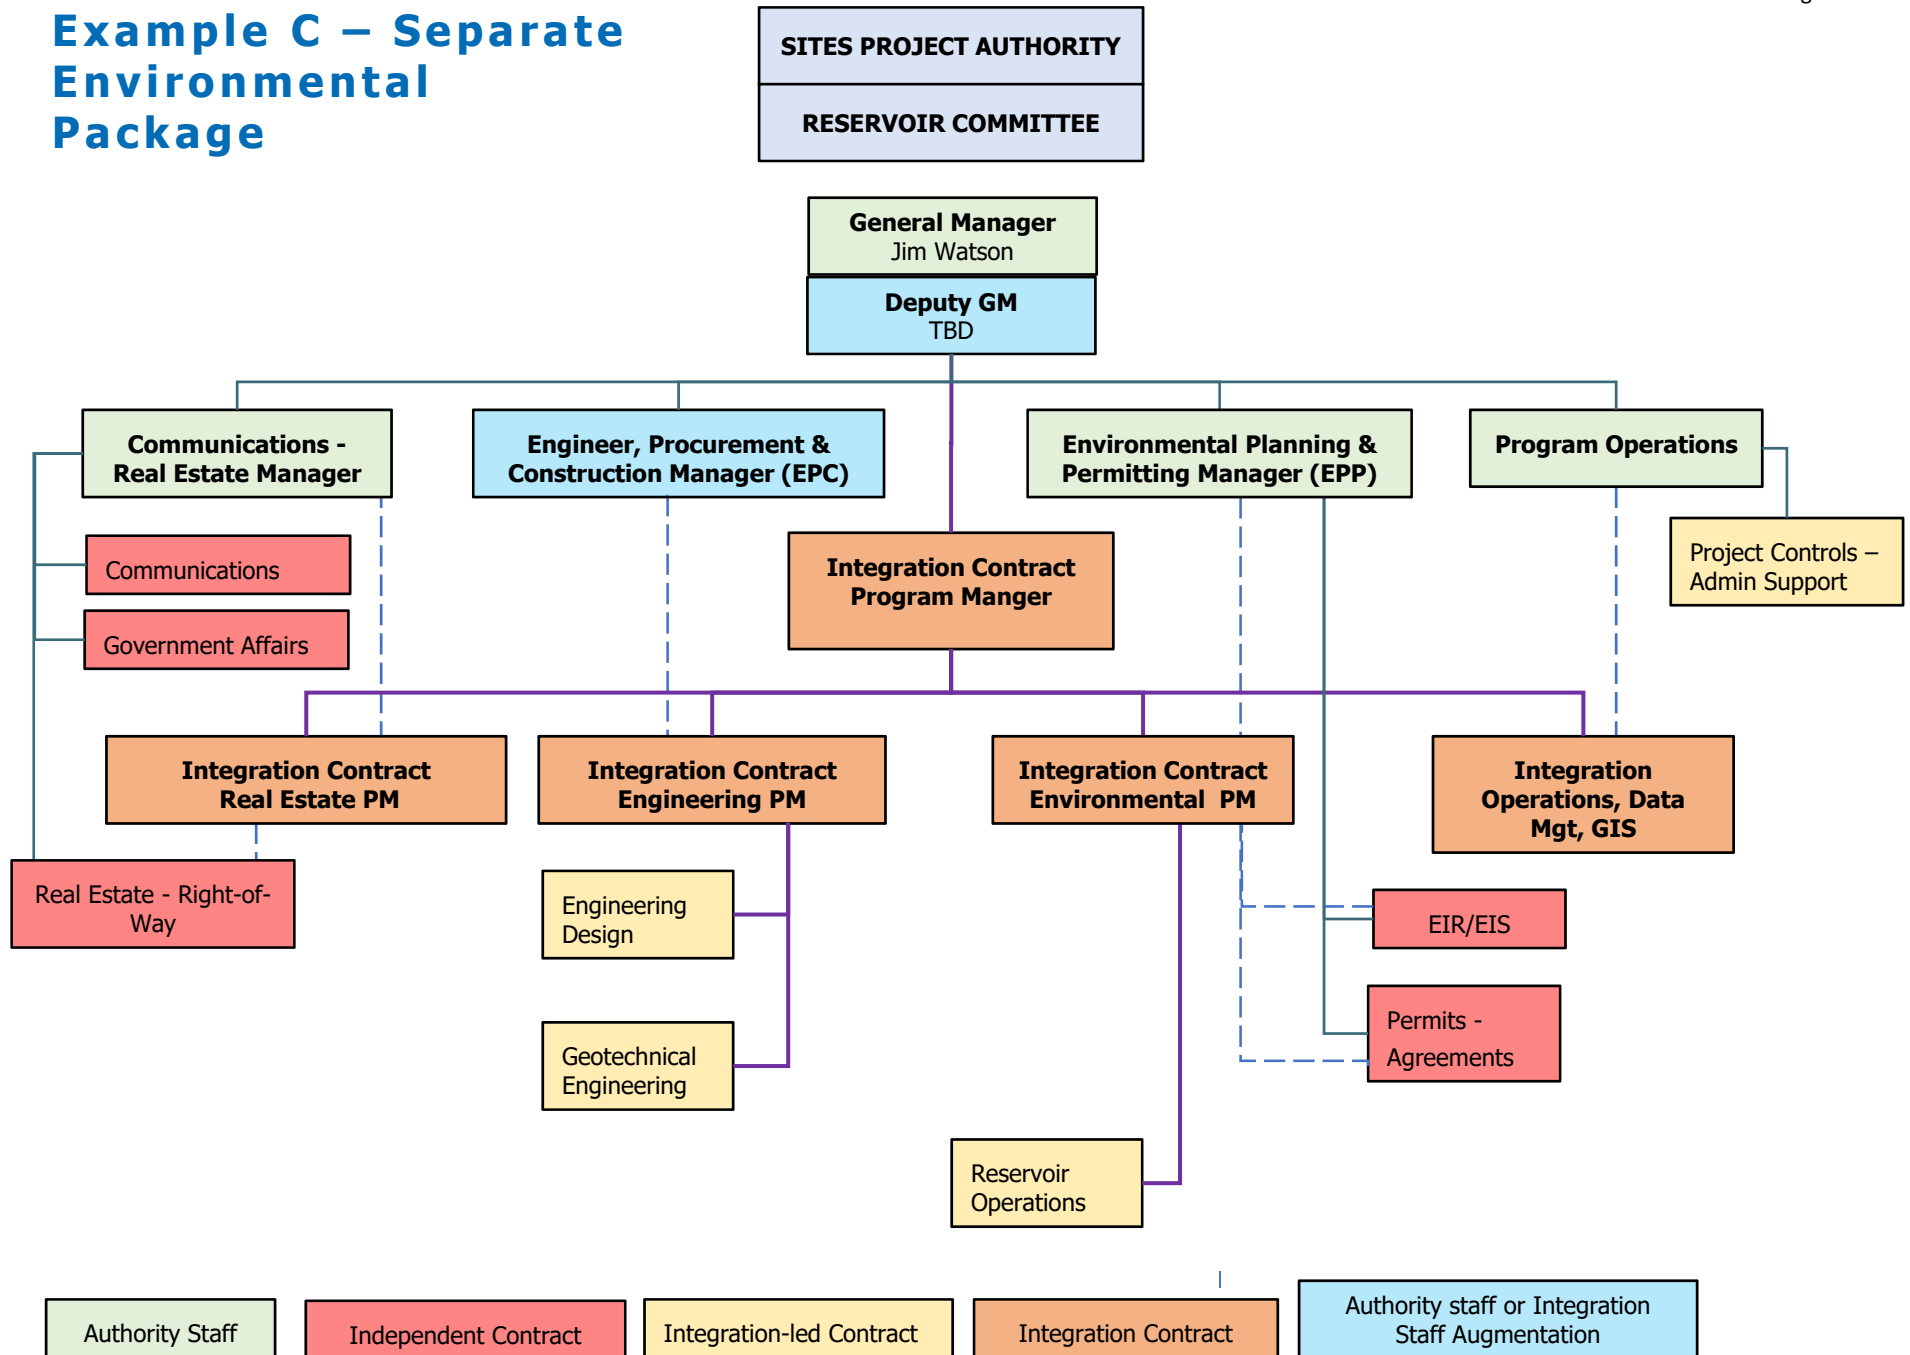 Example C – Separate
Environmental
Package
SITES PROJECT AUTHORITY
RESERVOIR COMMITTEE
General Manager
Jim Watson
Deputy GM
TBD
Communications -
Real Estate Manager
Engineer, Procurement &
Construction Manager (EPC)
Environmental Planning &
Permitting Manager (EPP)
Program Operations
Communications
Government Affairs
Integration Contract
Program Manger
Project Controls –
Admin Support
Integration Contract
Real Estate PM
Integration Contract
Engineering PM
Integration Contract
Environmental  PM
Integration
Operations, Data
Mgt, GIS
Real Estate - Right-of-
Way
Engineering
Design
EIR/EIS
Geotechnical
Engineering
Permits -
Agreements
Reservoir
Operations
Authority Staff
Independent Contract
Integration-led Contract
Integration Contract
Authority staff or Integration
Staff Augmentation